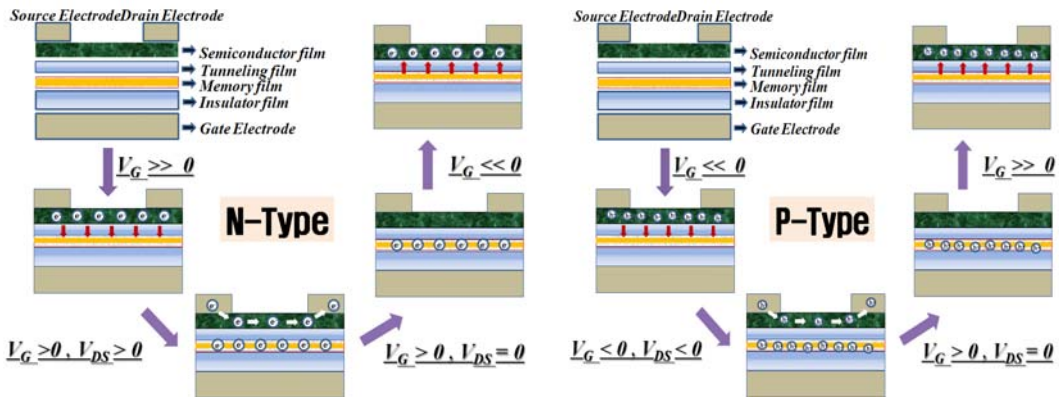 Source ElectrodeDrain Electrode
Semiconductor film
Tunneling film
Memory film
Insulator film
Gate Electrode
V_G >> 0
V_G << 0
N-Type
V_G >0 , V_DS > 0
V_G > 0 , V_DS = 0
Source ElectrodeDrain Electrode
Semiconductor film
Tunneling film
Memory film
Insulator film
Gate Electrode
V_G << 0
V_G >> 0
P-Type
V_G < 0 , V_DS < 0
V_G > 0 , V_DS = 0